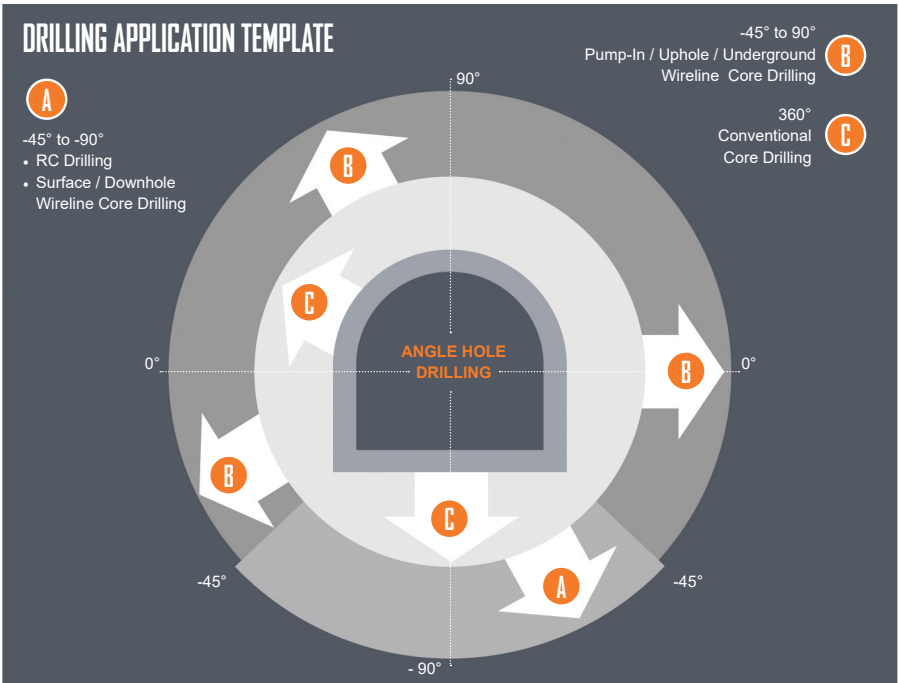 DRILLING APPLICATION TEMPLATE
A
-45° to -90°
• RC Drilling
• Surface / Downhole
Wireline Core Drilling
-45° to 90°
Pump-In / Uphole / Underground
Wireline Core Drilling
B
360°
Conventional
Core Drilling
C
90°
B
C
0°
ANGLE HOLE
DRILLING
B
0°
B
C
A
-45°
-45°
- 90°